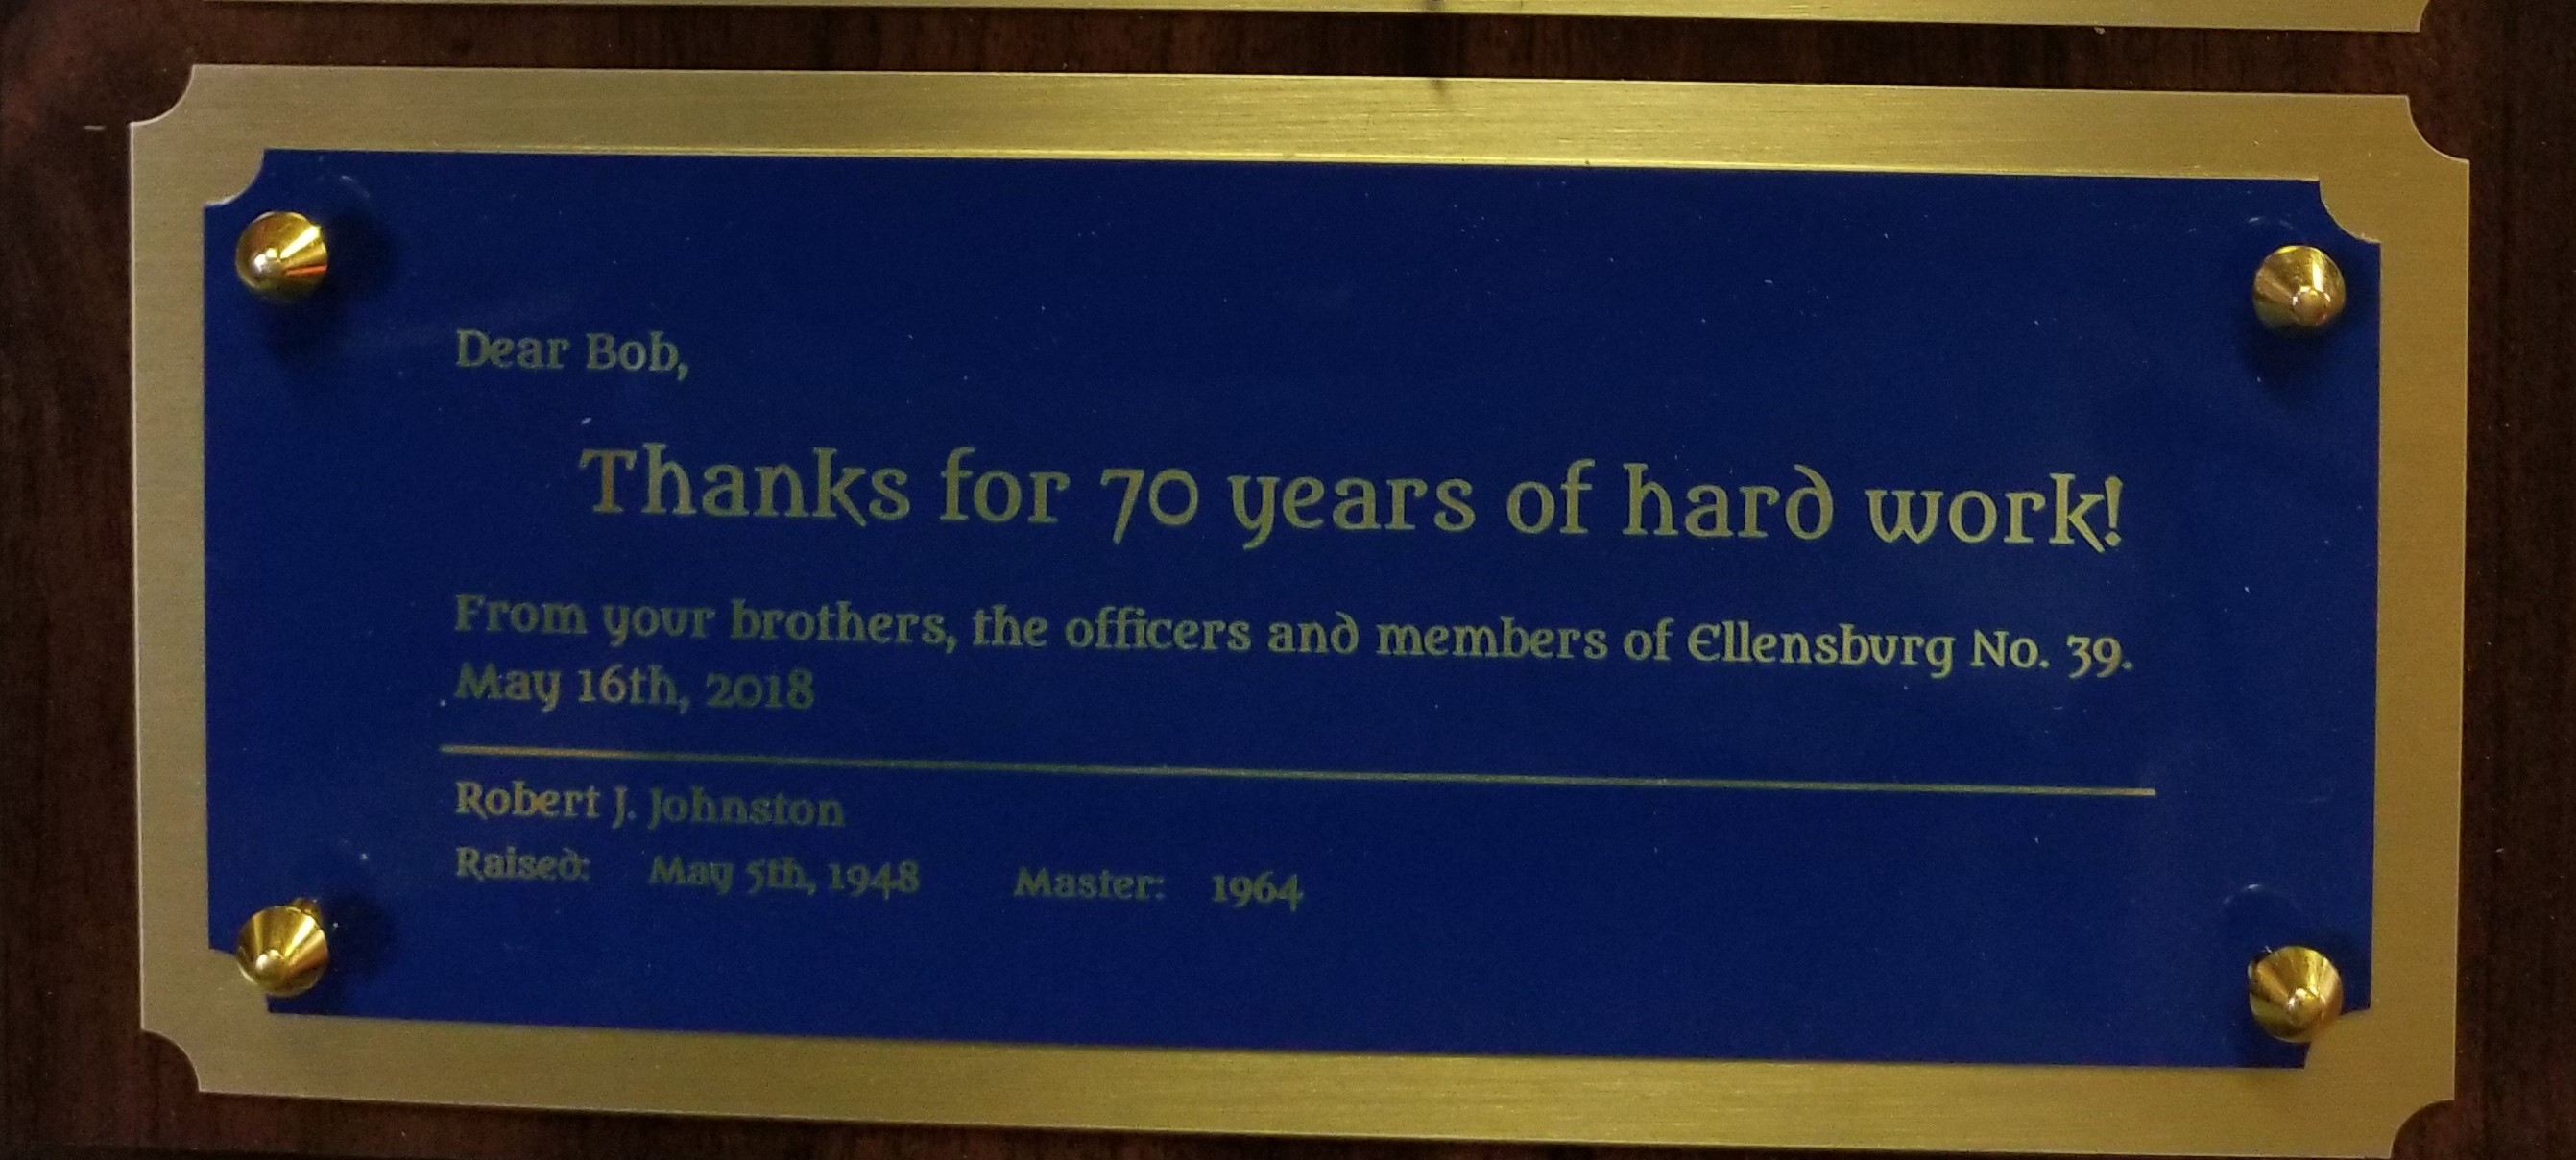 Dear Bob,
Thanks for 70 years of hard work!
From your brothers, the officers and members of Ellensburg No. 39.
May 16th, 2018
Robert J. Johnston
Raised: May 5th, 1948 Master: 1964